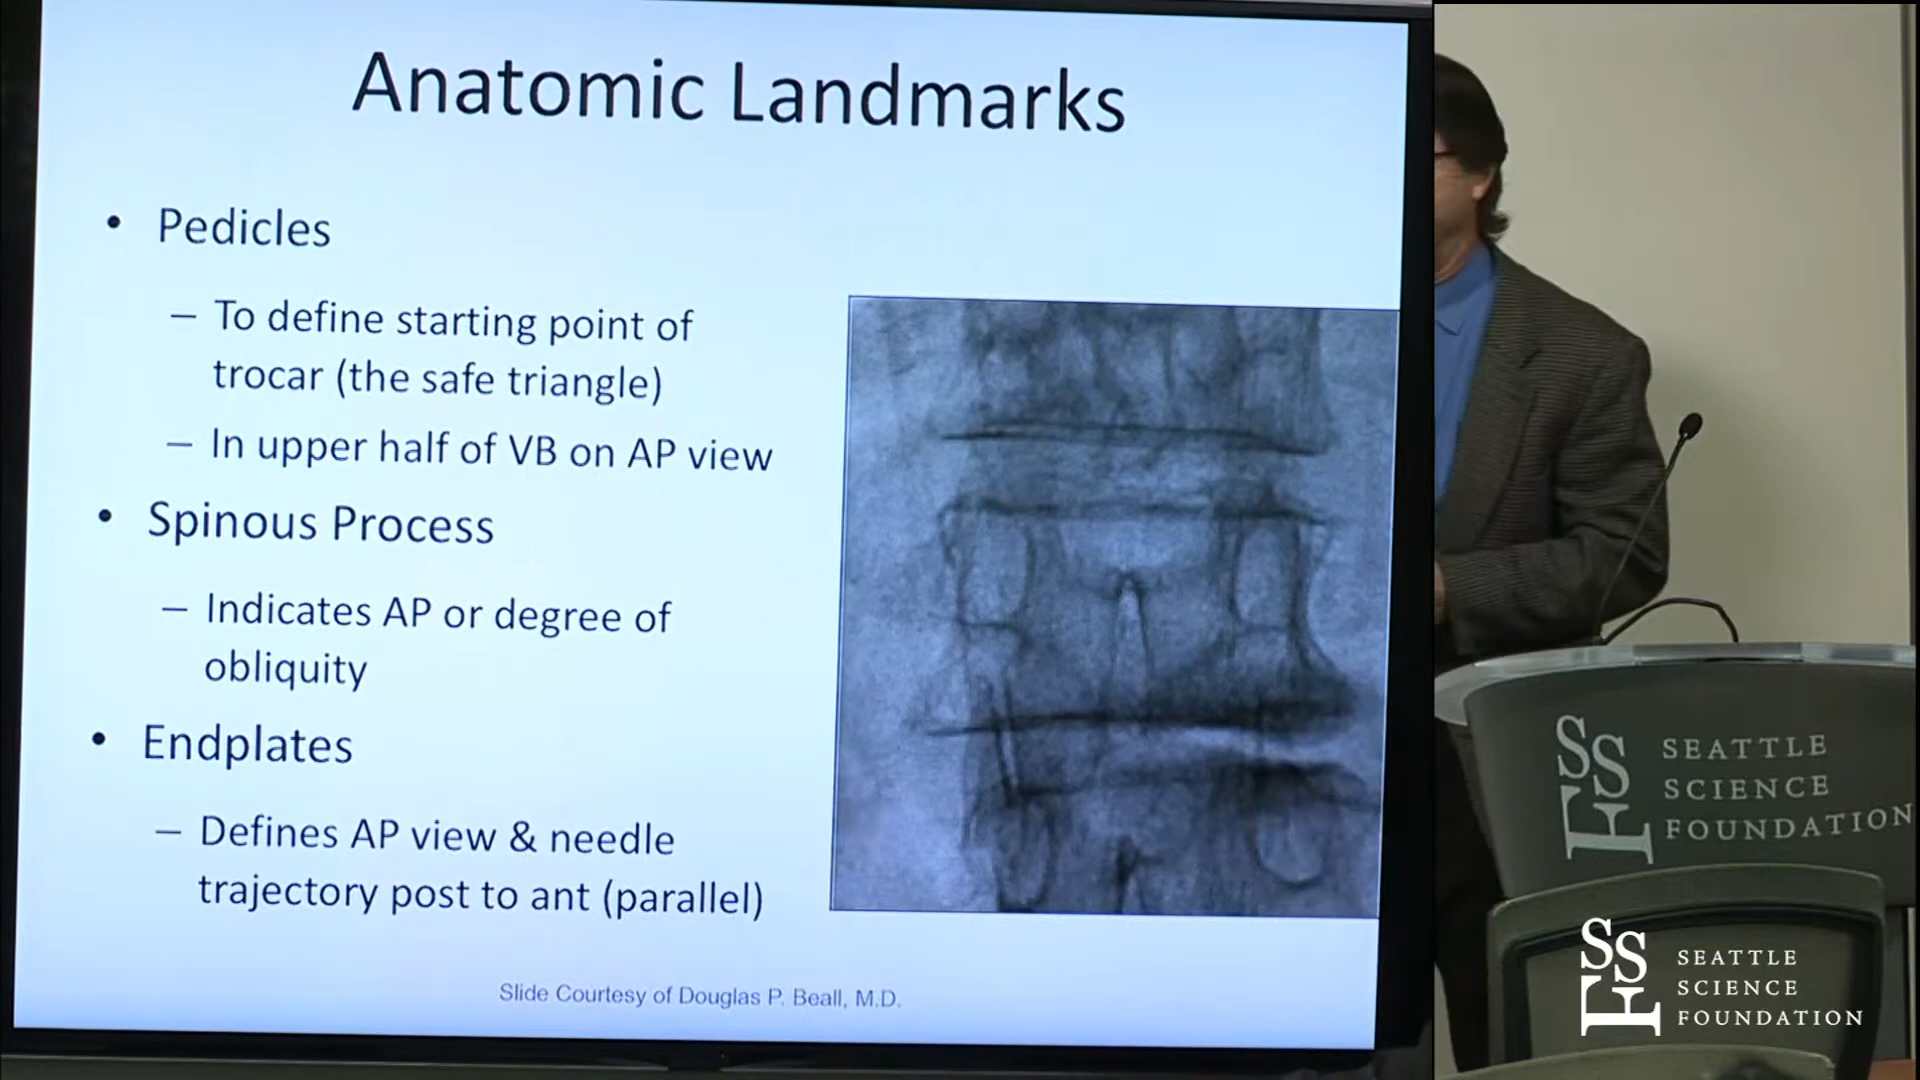 Anatomic Landmarks
• Pedicles
– To define starting point of
trocar (the safe triangle)
– In upper half of VB on AP view
• Spinous Process
– Indicates AP or degree of
obliquity
• Endplates
– Defines AP view & needle
trajectory post to ant (parallel)
Slide Courtesy of Douglas P. Beall, M.D.
SSF
SEATTLE
SCIENCE
FOUNDATION
SSF
SEATTLE
SCIENCE
FOUNDATION